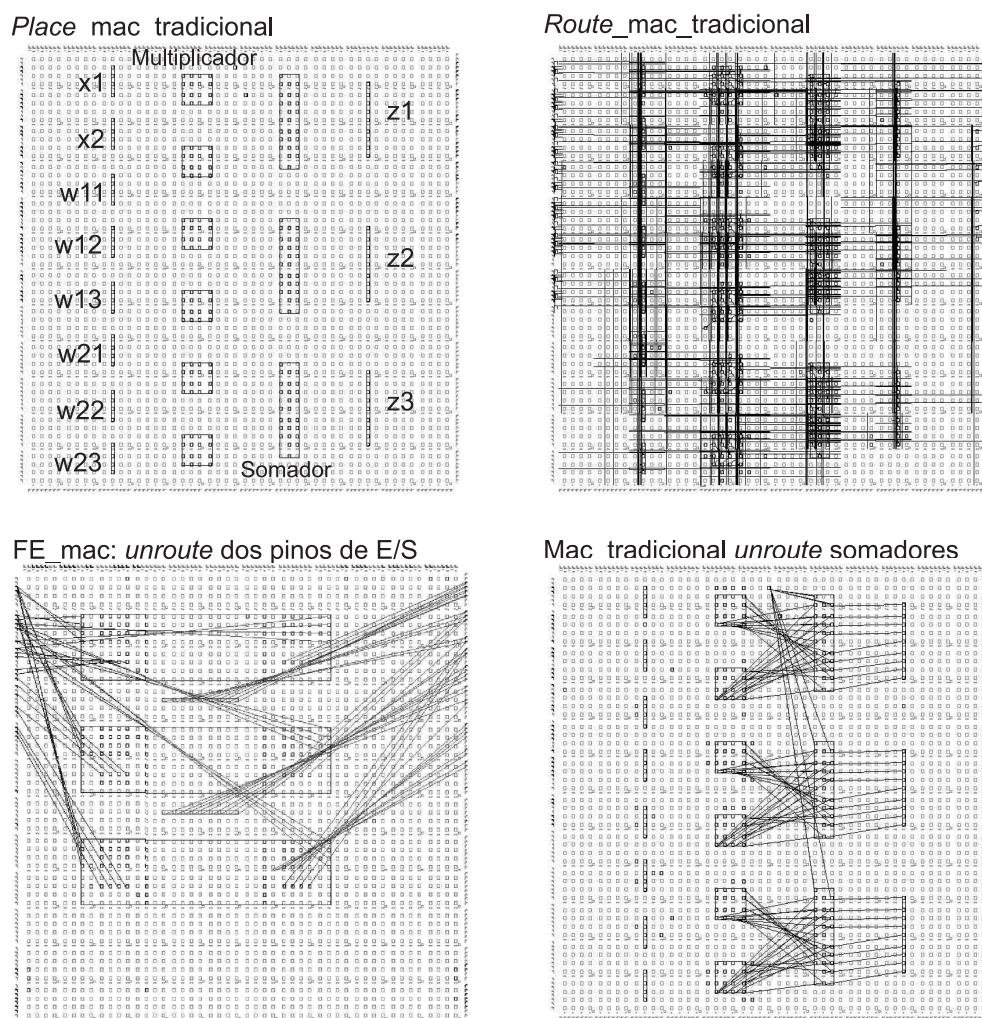 Place mac tradicional
Multiplicador
x1
x2
w11
w12
w13
w21
w22
w23
z1
z2
z3
Somador
Route_mac_tradicional
FE_mac: unroute dos pinos de E/S
Mac tradicional unroute somadores